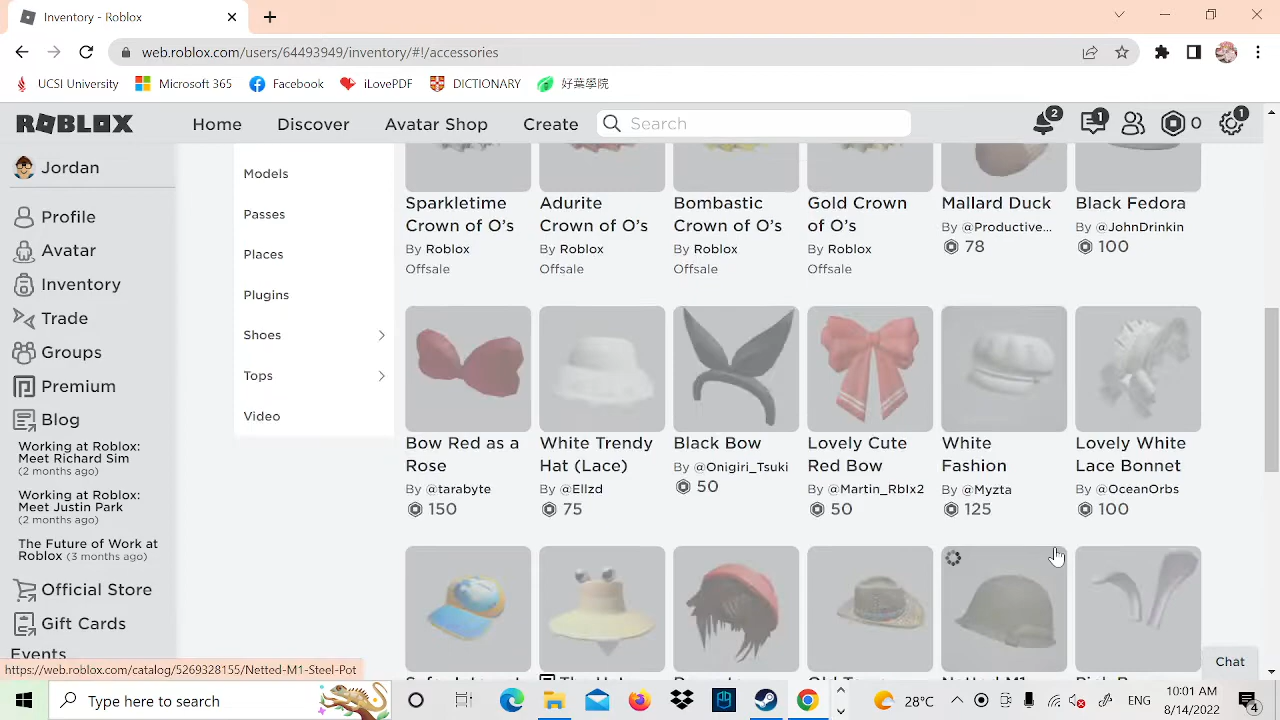 Inventory - Roblox
web.roblox.com/users/64493949/inventory/#!/accessories
UCSI University Microsoft 365 Facebook iLovePDF DICTIONARY 好葉學院
ROBLOX Home Discover Avatar Shop Create Search 2 1 0 1
Jordan
Profile
Avatar
Inventory
Trade
Groups
Premium
Blog
Working at Roblox:
Meet Richard Sim
(2 months ago)
Working at Roblox:
Meet Justin Park
(2 months ago)
The Future of Work at
Roblox (3 months ago)
Official Store
Gift Cards
Events
Models
Passes
Places
Plugins
Shoes
Tops
Video
Sparkletime
Crown of O's
By Roblox
Offsale
Adurite
Crown of O's
By Roblox
Offsale
Bombastic
Crown of O's
By Roblox
Offsale
Gold Crown
of O's
By Roblox
Offsale
Mallard Duck
By @Productive...
78
Black Fedora
By @JohnDrinkin
100
Bow Red as a
Rose
By @tarabyte
150
White Trendy
Hat (Lace)
By @Ellzd
75
Black Bow
By @Onigiri_Tsuki
50
Lovely Cute
Red Bow
By @Martin_Rblx2
50
White
Fashion
By @Myzta
125
Lovely White
Lace Bonnet
By @OceanOrbs
100
https://web.roblox.com/catalog/5269328155/Netted-M1-Steel-Pot
Chat
Type here to search
28°C
ENG
10:01 AM
8/14/2022
4